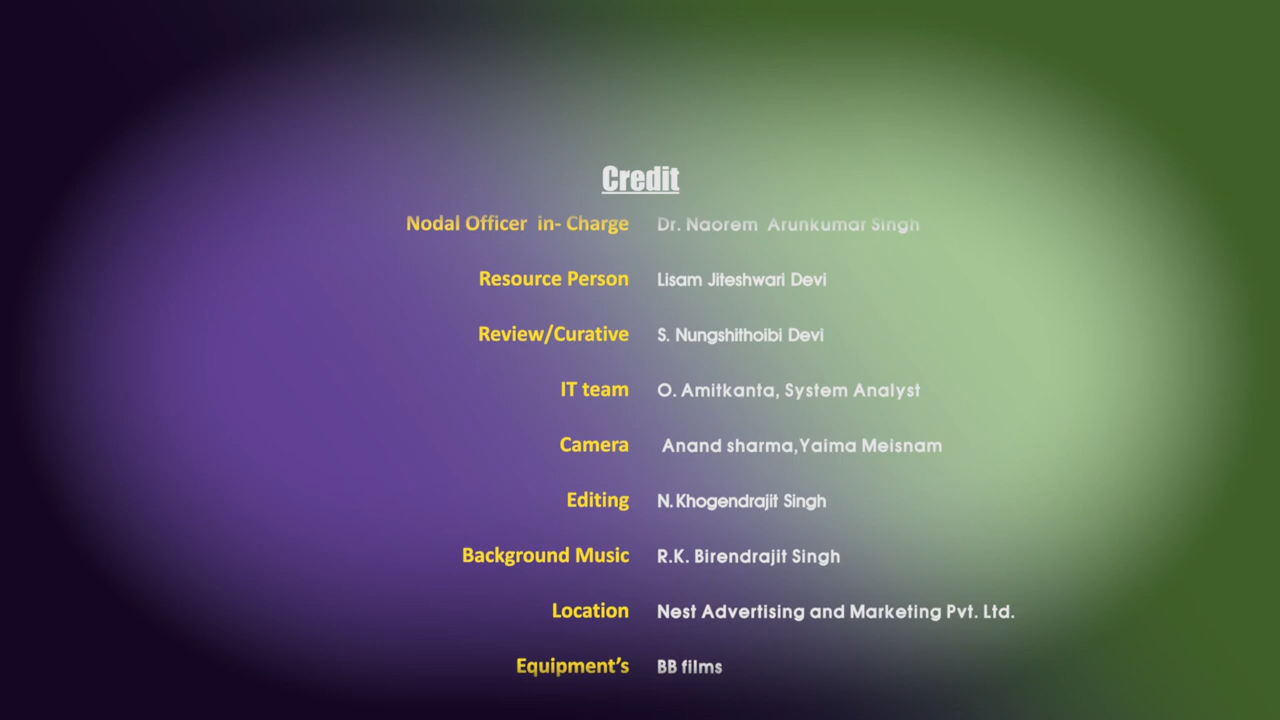 Credit
Nodal Officer in- Charge Dr. Naorem Arunkumar Singh
Resource Person Lisam Jiteshwari Devi
Review/Curative S. Nungshithoibi Devi
IT team O. Amitkanta, System Analyst
Camera Anand sharma,Yaima Meisnam
Editing N.Khogendrajit Singh
Background Music R.K. Birendrajit Singh
Location Nest Advertising and Marketing Pvt. Ltd.
Equipment’s BB films